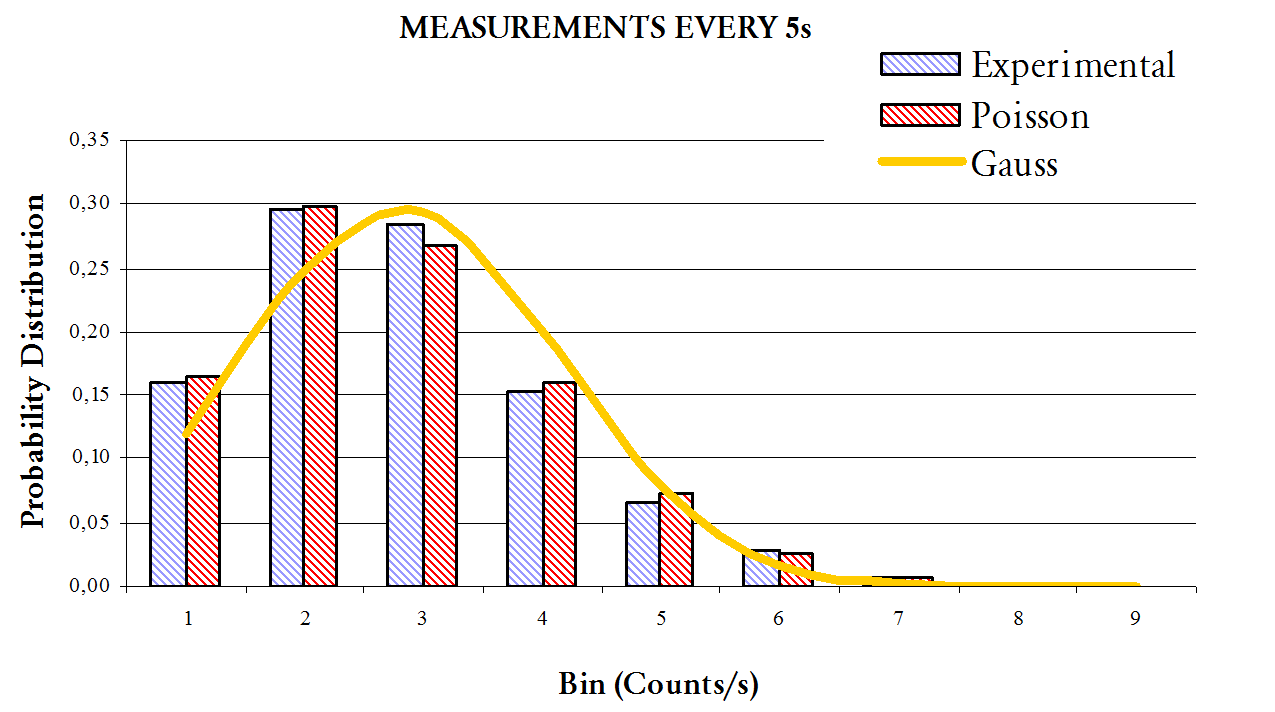 MEASUREMENTS EVERY 5s
Experimental
Poisson
Gauss
Probability Distribution
0,35
0,30
0,25
0,20
0,15
0,10
0,05
0,00
1 2 3 4 5 6 7 8 9
Bin (Counts/s)